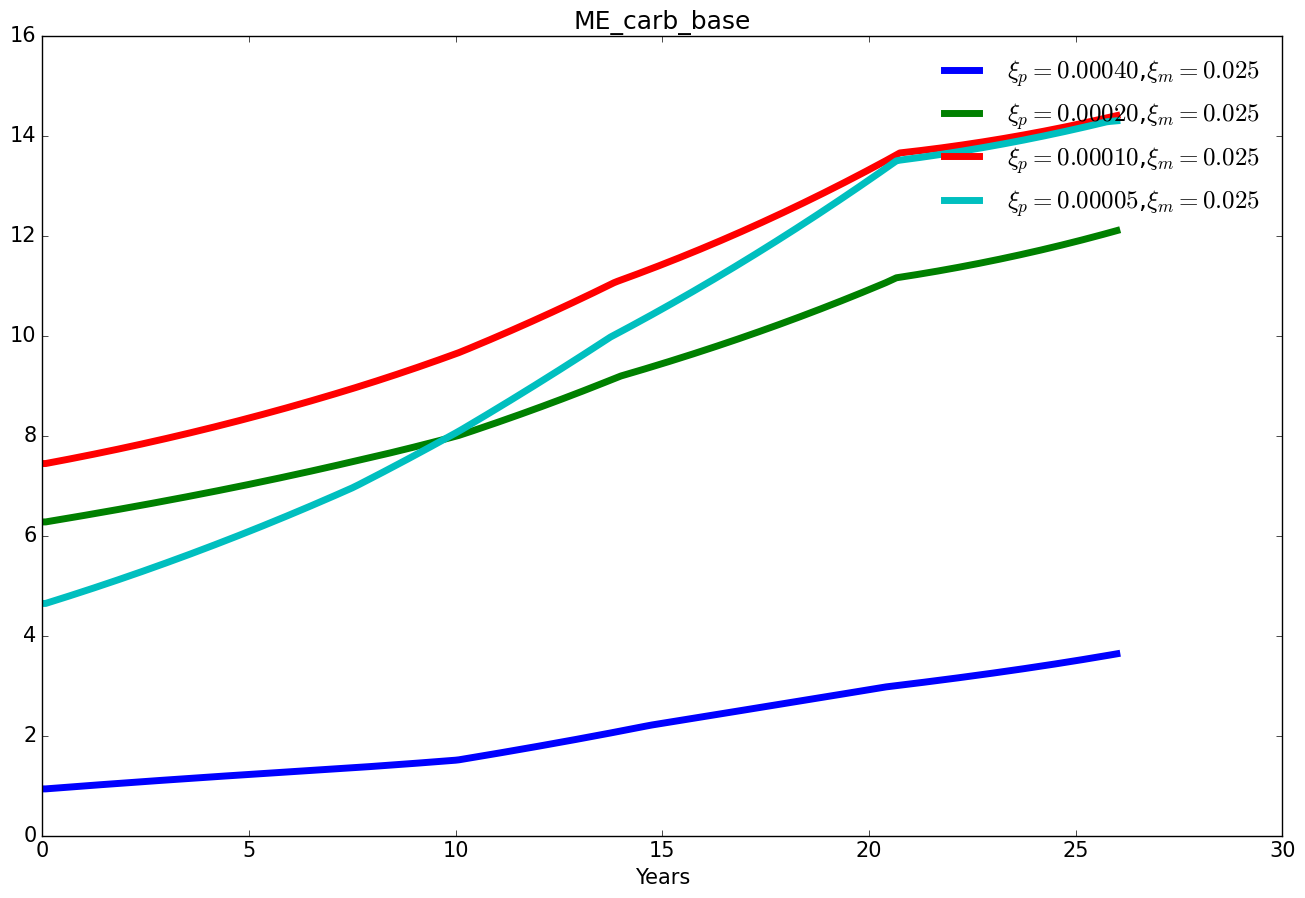 ME_carb_base
16
14
12
10
8
6
4
2
0
ξp = 0.00040, ξm = 0.025
ξp = 0.00020, ξm = 0.025
ξp = 0.00010, ξm = 0.025
ξp = 0.00005, ξm = 0.025
0 5 10 15 20 25 30
Years